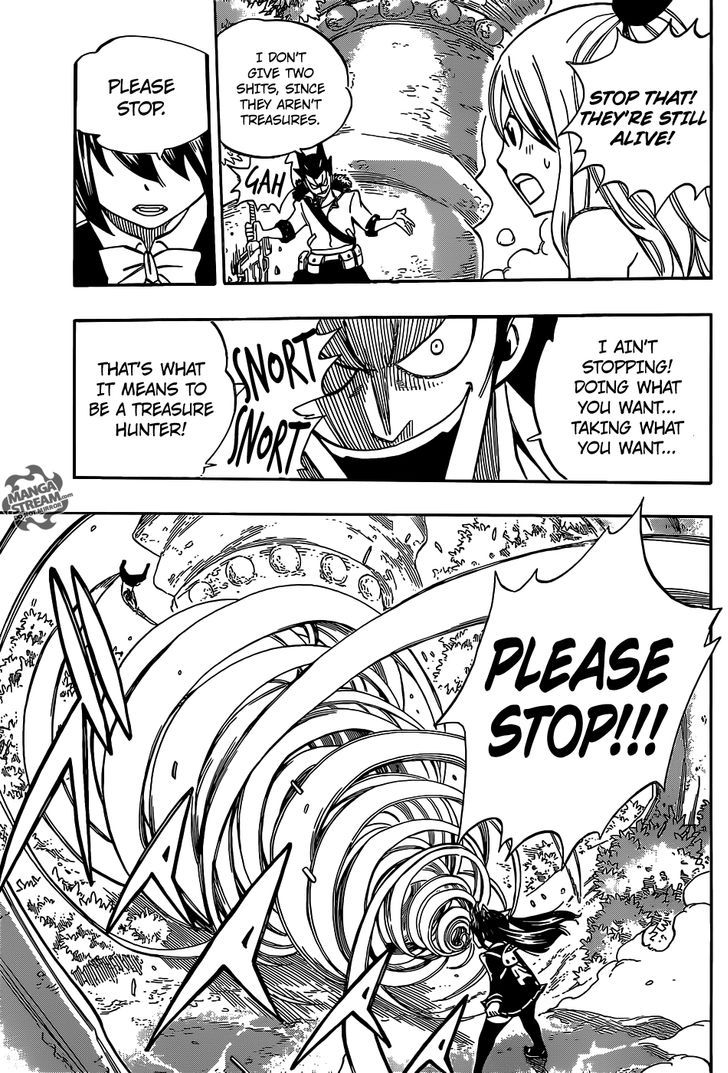 STOP THAT!
THEY'RE STILL
ALIVE!
I DON'T
GIVE TWO
SHITS, SINCE
THEY AREN'T
TREASURES.
GAH
PLEASE
STOP.
I AIN'T
STOPPING!
DOING WHAT
YOU WANT...
TAKING WHAT
YOU WANT...
SNORT
SNORT
THAT'S WHAT
IT MEANS TO
BE A TREASURE
HUNTER!
MANGA
STREAM.com
PLEASE
STOP!!!